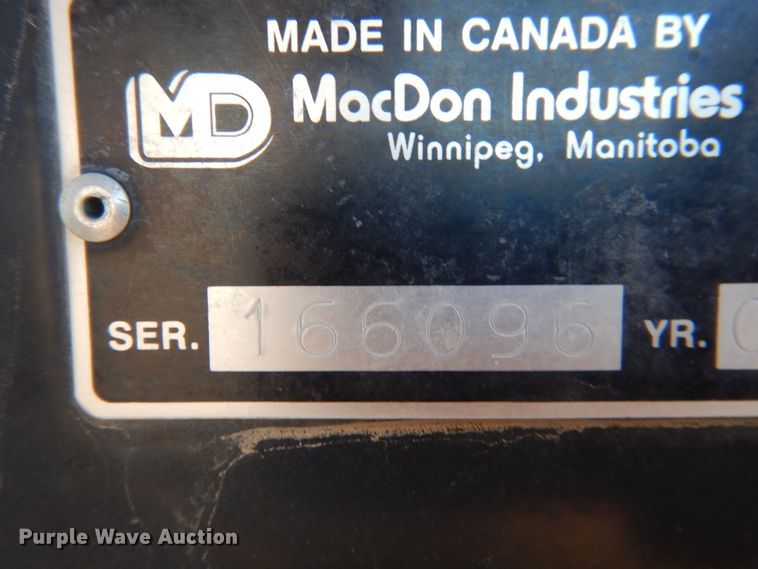 MADE IN CANADA BY
MD MacDon Industries
Winnipeg, Manitoba
SER. 166096 YR.
Purple Wave Auction